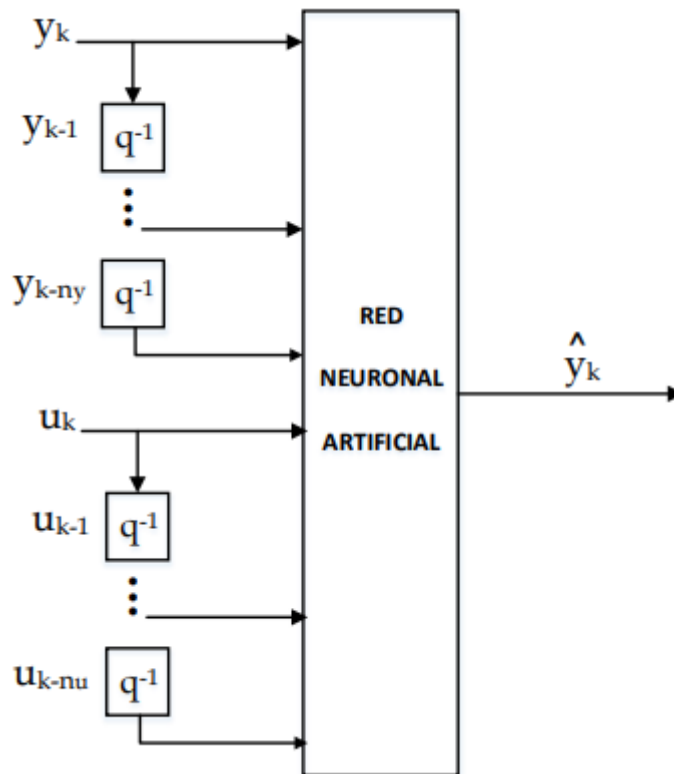 yₖ
yₖ₋₁ q⁻¹
...
yₖ₋ₙy q⁻¹
uₖ
uₖ₋₁ q⁻¹
...
uₖ₋ₙᵤ q⁻¹
RED
NEURONAL
ARTIFICIAL
ŷₖ